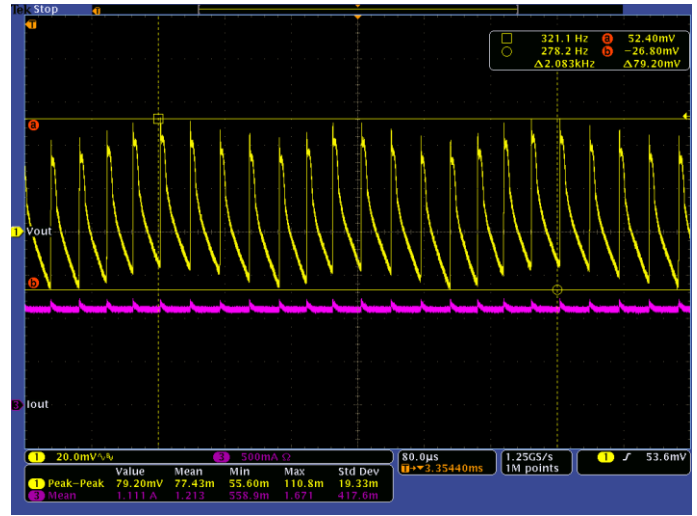 Tek Stop
T
321.1 Hz a 52.40mV
278.2 Hz b −26.80mV
Δ2.083kHz Δ79.20mV
a
1 Vout
b
3 Iout
1 20.0mV 3 500mA Ω 80.0µs 1.25GS/s 1 53.6mV
T 3.35440ms 1M points
Value Mean Min Max Std Dev
1 Peak-Peak 79.20mV 77.43m 55.60m 110.8m 19.33m
3 Mean 1.111 A 1.213 558.9m 1.671 417.6m